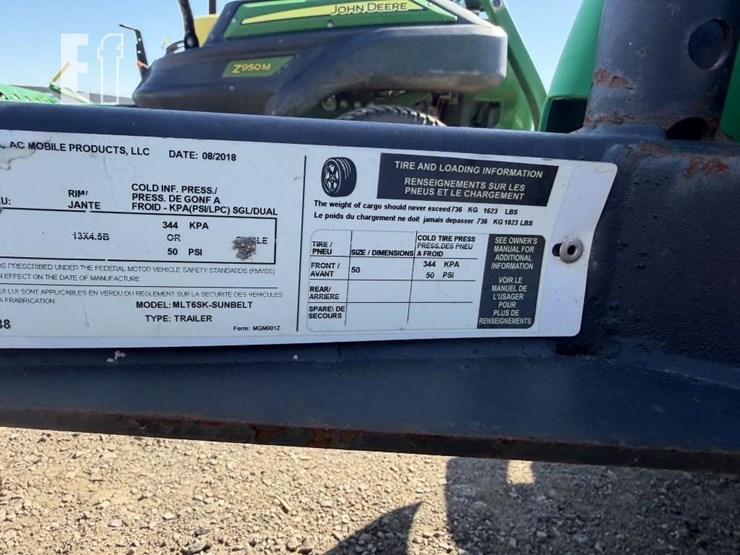 Ef
JOHN DEERE
Z950M
AC MOBILE PRODUCTS, LLC DATE: 08/2018
RIM/
JANTE
COLD INF. PRESS./
PRESS. DE GONF A
FROID - KPA(PSI/LPC) SGL/DUAL
13X4.5B
344 KPA
OR
50 PSI
PRESCRIBED UNDER THE FEDERAL MOTOR VEHICLE SAFETY STANDARDS (FMVSS)
EFFECT ON THE DATE OF MANUFACTURE
LUI SONT APPLICABLES EN VERDU DU REGLEMENT SUR LA SECURITE DES VEHICULES
FABRICATION
MODEL: MLT6SK-SUNBELT
TYPE: TRAILER
Form: MGM001Z
TIRE AND LOADING INFORMATION
RENSEIGNEMENTS SUR LES
PNEUS ET LE CHARGEMENT
The weight of cargo should never exceed 736 KG 1623 LBS
Le poids du chargement ne doit jamais depasser 736 KG 1623 LBS
TIRE /
PNEU
SIZE / DIMENSIONS
COLD TIRE PRESS
PRESS.DES PNEU
A FROID
FRONT /
AVANT
50
344 KPA
50 PSI
REAR/
ARRIERE
SPARE\ DE
SECOURS
SEE OWNER'S
MANUAL FOR
ADDITIONAL
INFORMATION
VOIR LE
MANUEL DE
L'USAGER
POUR
PLUS DE
RENSEIGNEMENTS